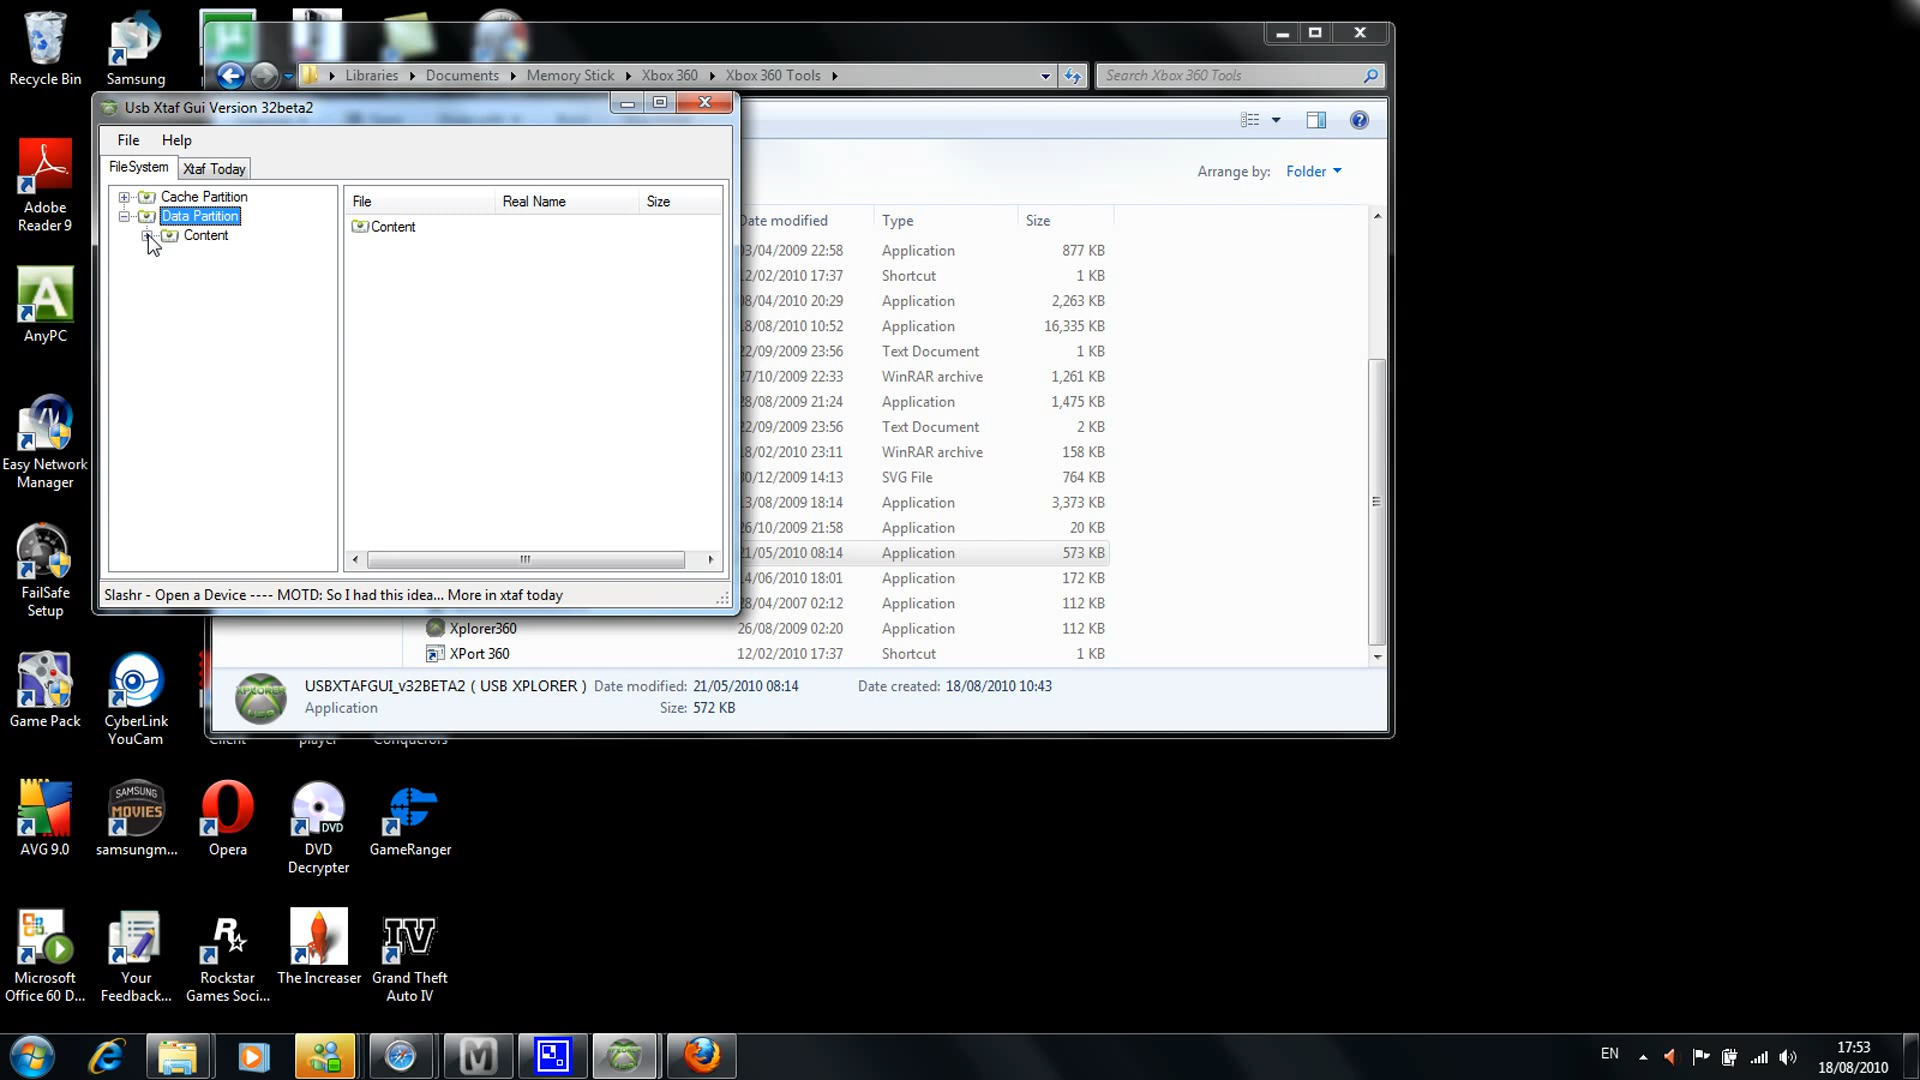 Recycle Bin
Samsung
Adobe
Reader 9
AnyPC
Easy Network
Manager
FailSafe
Setup
Game Pack
CyberLink
YouCam
AVG 9.0
samsungm...
Opera
DVD
DVD
Decrypter
GameRanger
SAMSUNG
MOVIES
Microsoft
Office 60 D...
Your
Feedback...
Rockstar
Games Soci...
The Increaser
Grand Theft
Auto IV
Libraries
Documents
Memory Stick
Xbox 360
Xbox 360 Tools
Search Xbox 360 Tools
Usb Xtaf Gui Version 32beta2
File
Help
FileSystem
Xtaf Today
Cache Partition
Data Partition
Content
File
Real Name
Size
Content
Slashr - Open a Device ---- MOTD: So I had this idea... More in xtaf today
Arrange by:
Folder
Date modified
Type
Size
03/04/2009 22:58 Application 877 KB
12/02/2010 17:37 Shortcut 1 KB
08/04/2010 20:29 Application 2,263 KB
18/08/2010 10:52 Application 16,335 KB
22/09/2009 23:56 Text Document 1 KB
27/10/2009 22:33 WinRAR archive 1,261 KB
28/08/2009 21:24 Application 1,475 KB
22/09/2009 23:56 Text Document 2 KB
18/02/2010 23:11 WinRAR archive 158 KB
30/12/2009 14:13 SVG File 764 KB
13/08/2009 18:14 Application 3,373 KB
26/10/2009 21:58 Application 20 KB
21/05/2010 08:14 Application 573 KB
14/06/2010 18:01 Application 172 KB
28/04/2007 02:12 Application 112 KB
Xplorer360 26/08/2009 02:20 Application 112 KB
XPort 360 12/02/2010 17:37 Shortcut 1 KB
USBXTAFGUI_v32BETA2 ( USB XPLORER ) Date modified: 21/05/2010 08:14 Date created: 18/08/2010 10:43
Application Size: 572 KB
EN
17:53
18/08/2010